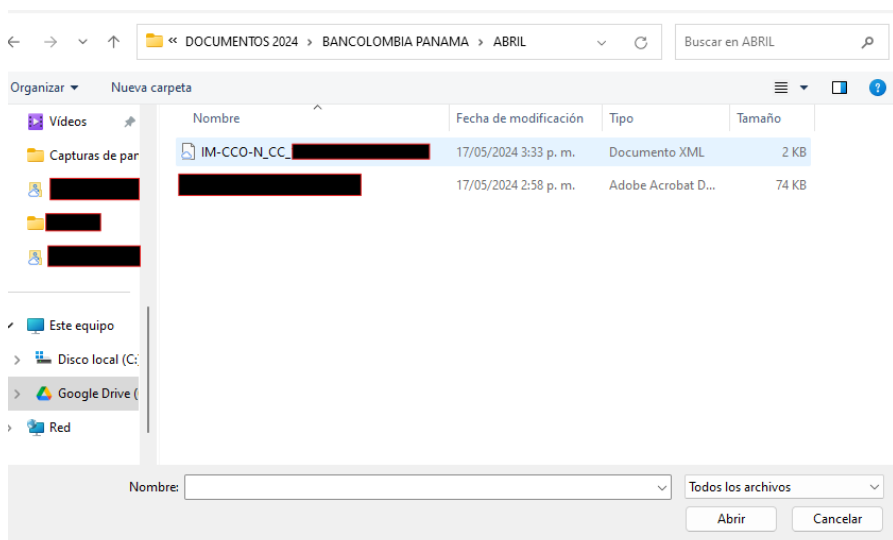 « DOCUMENTOS 2024 > BANCOLOMBIA PANAMA > ABRIL
Buscar en ABRIL
Organizar
Nueva carpeta
Nombre
Fecha de modificación
Tipo
Tamaño
Vídeos
Capturas de par
IM-CCO-N_CC_
17/05/2024 3:33 p. m.
Documento XML
2 KB
17/05/2024 2:58 p. m.
Adobe Acrobat D...
74 KB
Este equipo
Disco local (C:
Google Drive (
Red
Nombre:
Todos los archivos
Abrir
Cancelar